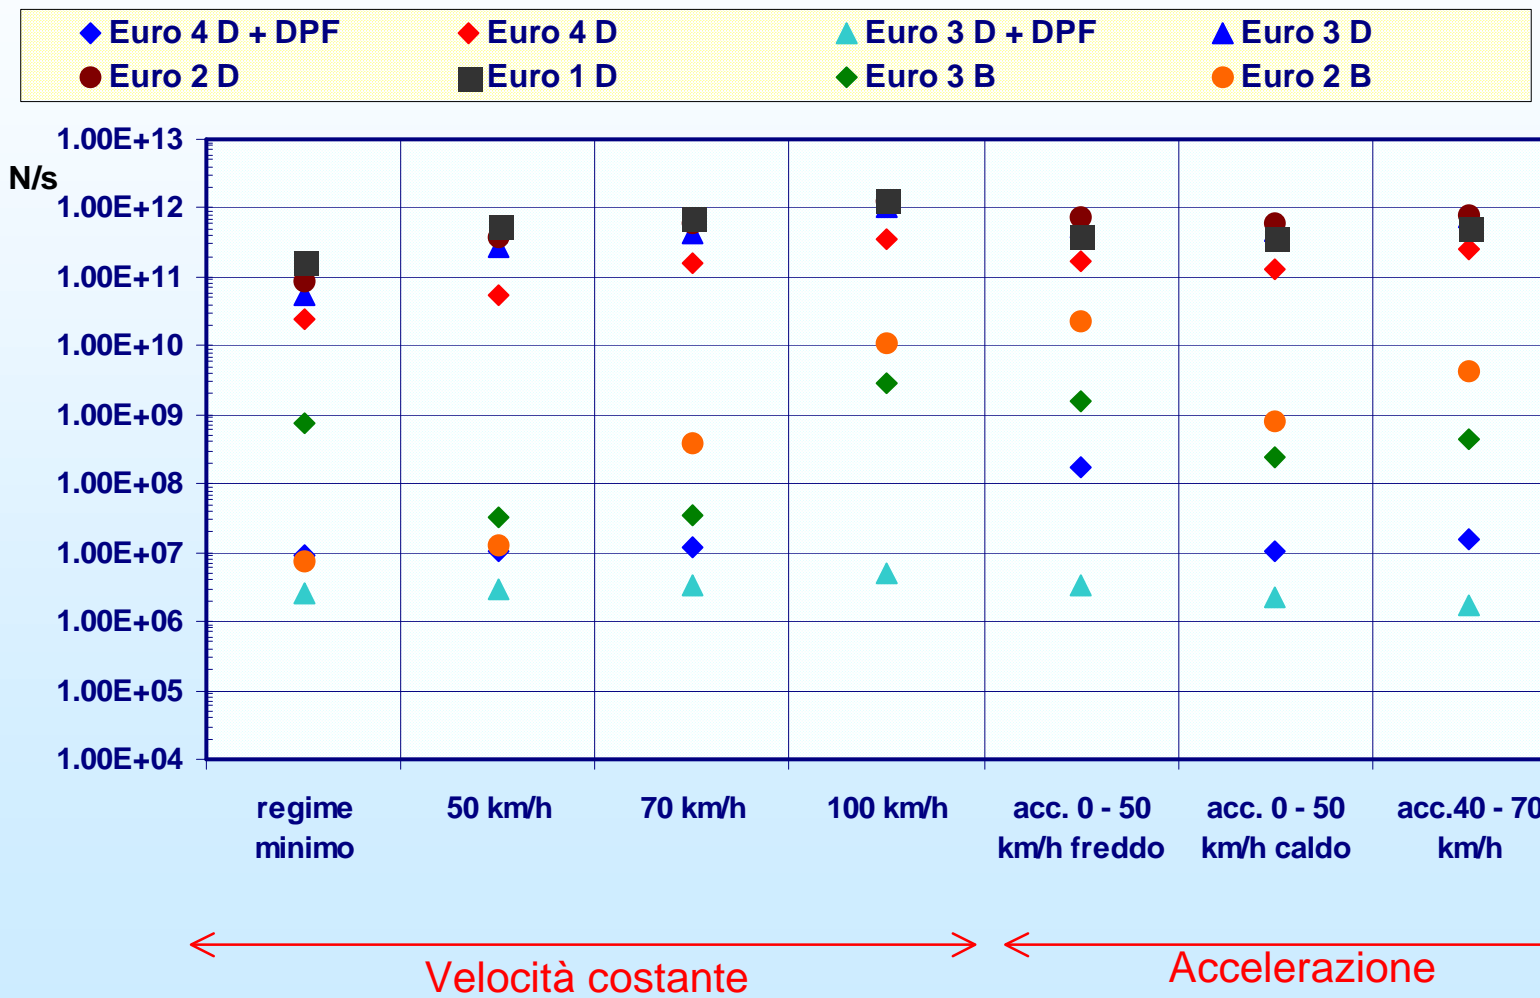 Euro 4 D + DPF Euro 4 D Euro 3 D + DPF Euro 3 D
Euro 2 D Euro 1 D Euro 3 B Euro 2 B
1.00E+13
N/s
1.00E+12
1.00E+11
1.00E+10
1.00E+09
1.00E+08
1.00E+07
1.00E+06
1.00E+05
1.00E+04
regime 50 km/h 70 km/h 100 km/h acc. 0 - 50 acc. 0 - 50 acc.40 - 70
minimo km/h freddo km/h caldo km/h
Velocità costante Accelerazione